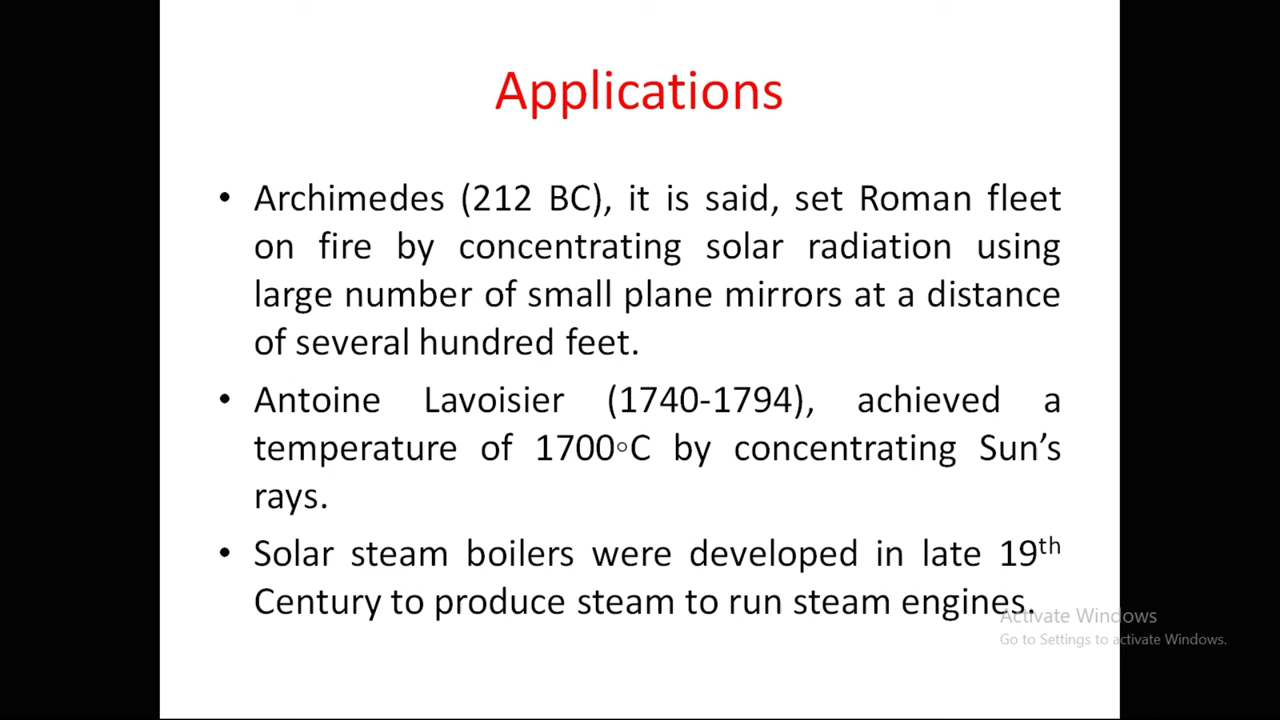 Applications
• Archimedes (212 BC), it is said, set Roman fleet
on fire by concentrating solar radiation using
large number of small plane mirrors at a distance
of several hundred feet.
• Antoine Lavoisier (1740-1794), achieved a
temperature of 1700◦C by concentrating Sun’s
rays.
• Solar steam boilers were developed in late 19th
Century to produce steam to run steam engines.
Activate Windows
Go to Settings to activate Windows.